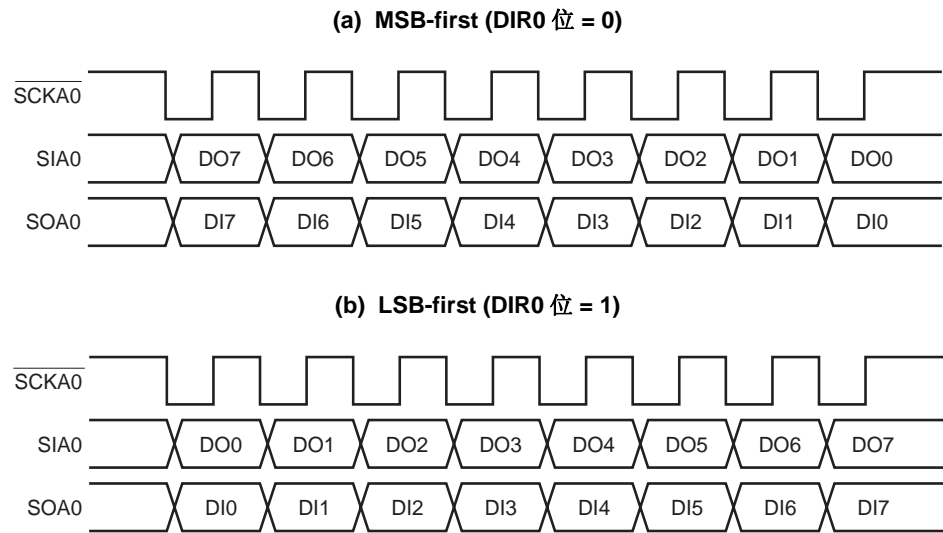 (a) MSB-first (DIR0 位 = 0)
SCKA0
SIA0 DO7 DO6 DO5 DO4 DO3 DO2 DO1 DO0
SOA0 DI7 DI6 DI5 DI4 DI3 DI2 DI1 DI0
(b) LSB-first (DIR0 位 = 1)
SCKA0
SIA0 DO0 DO1 DO2 DO3 DO4 DO5 DO6 DO7
SOA0 DI0 DI1 DI2 DI3 DI4 DI5 DI6 DI7